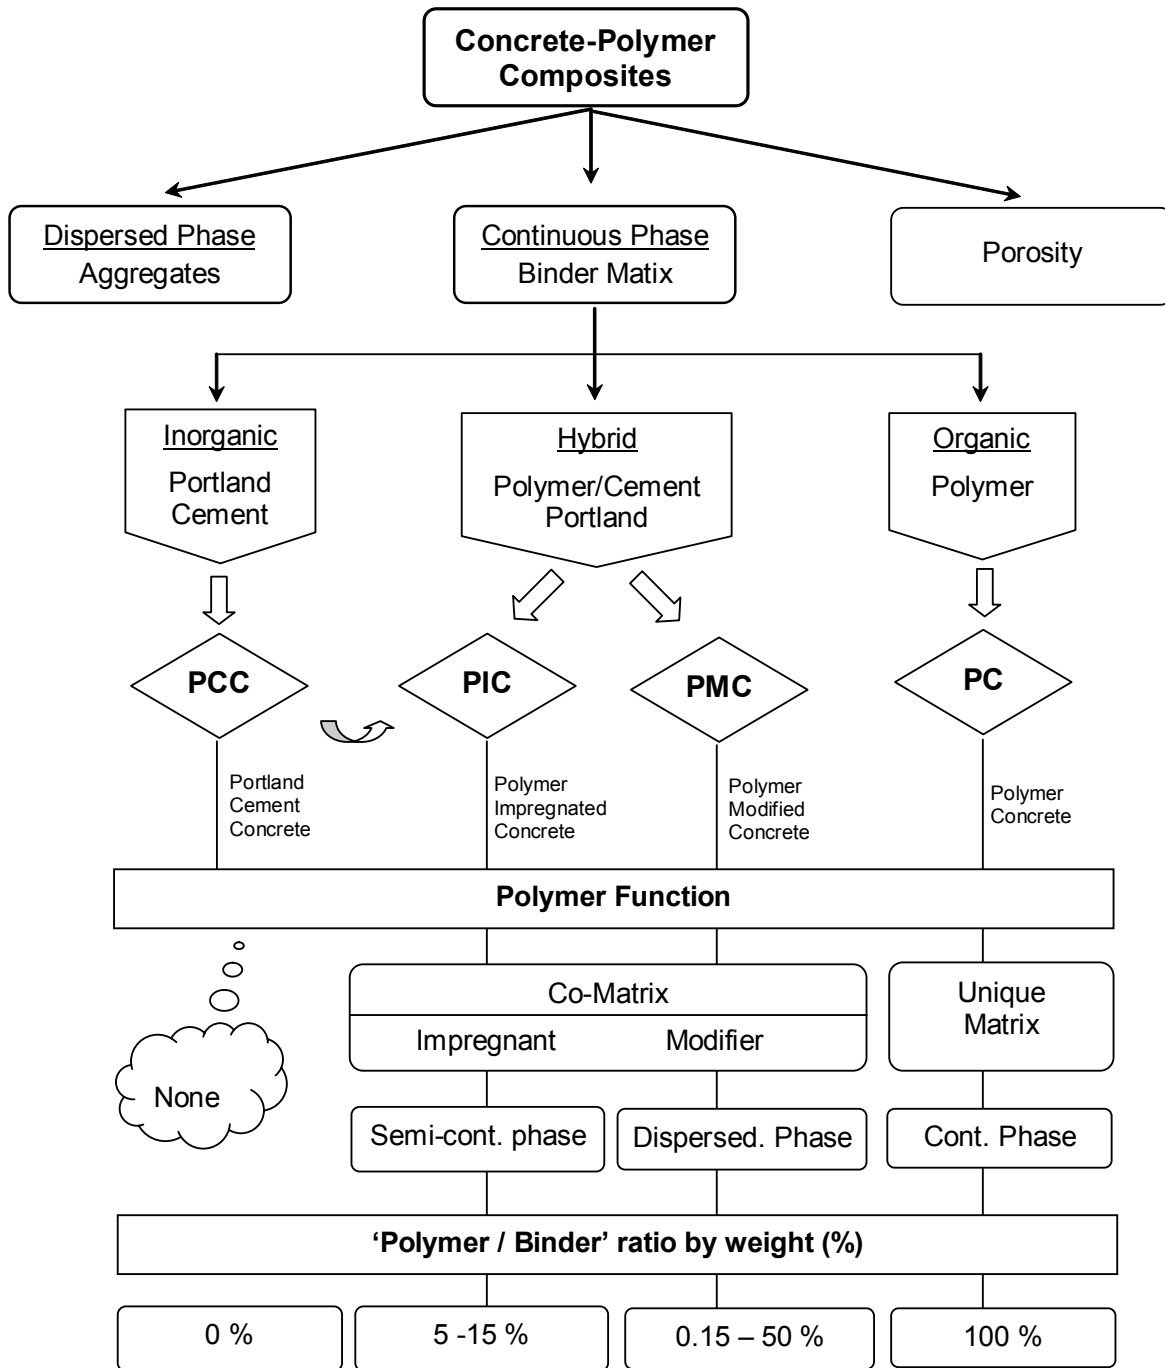 Concrete-Polymer
Composites
Dispersed Phase
Aggregates
Continuous Phase
Binder Matix
Porosity
Inorganic
Portland
Cement
Hybrid
Polymer/Cement
Portland
Organic
Polymer
PCC
PIC
PMC
PC
Portland
Cement
Concrete
Polymer
Impregnated
Concrete
Polymer
Modified
Concrete
Polymer
Concrete
Polymer Function
None
Co-Matrix
Impregnant
Modifier
Unique
Matrix
Semi-cont. phase
Dispersed. Phase
Cont. Phase
‘Polymer / Binder’ ratio by weight (%)
0 %
5 -15 %
0.15 – 50 %
100 %